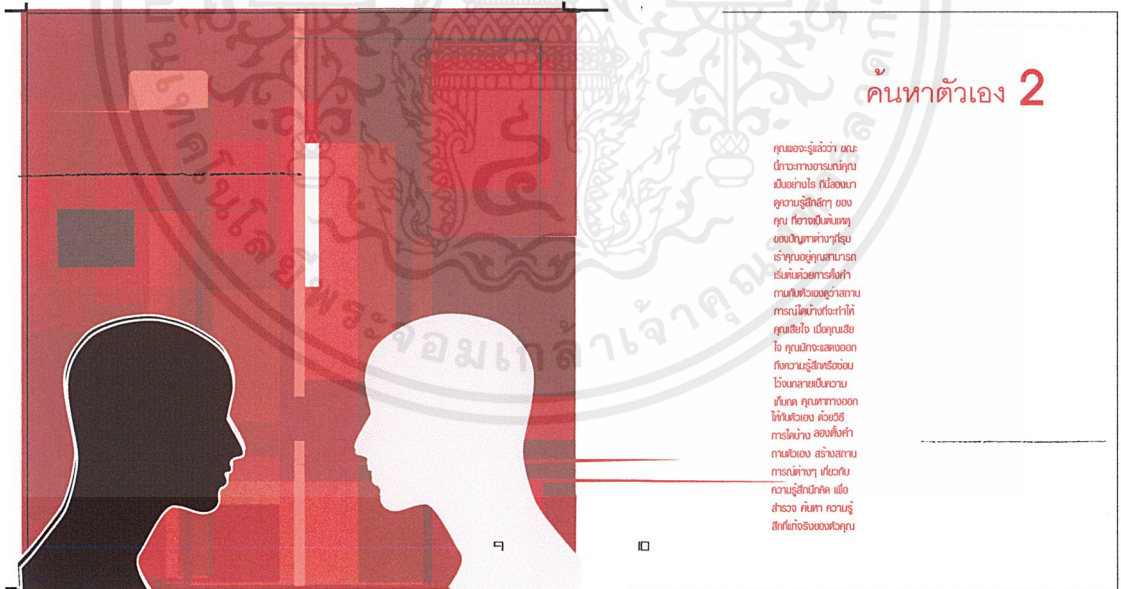 ค้นหาตัวเอง 2
คุณพอจะรู้แล้วว่า ขณะ
นี้ภาวะทางอารมณ์คุณ
เป็นอย่างไร ทีนี้ลองมา
ดูความรู้สึกลึกๆ ของ
คุณ ที่อาจเป็นต้นเหตุ
ของปัญหาต่างๆที่รุม
เร้าคุณอยู่คุณสามารถ
เริ่มต้นด้วยการตั้งคำ
ถามกับตัวเองดูว่าสถาน
การณ์ใดบ้างที่จะทำให้
คุณเสียใจ เมื่อคุณเสีย
ใจ คุณมักจะแสดงออก
ถึงความรู้สึกหรือซ่อน
ไว้จนกลายเป็นความ
เก็บกด คุณหาทางออก
ให้กับตัวเอง ด้วยวิธี
การใดบ้าง ลองตั้งคำ
ถามตัวเอง สร้างสถาน
การณ์ต่างๆ เกี่ยวกับ
ความรู้สึกนึกคิด เพื่อ
สำรวจ ค้นหา ความรู้
สึกที่แท้จริงของตัวคุณ
10
พระจอมเกล้าเจ้าคุณ